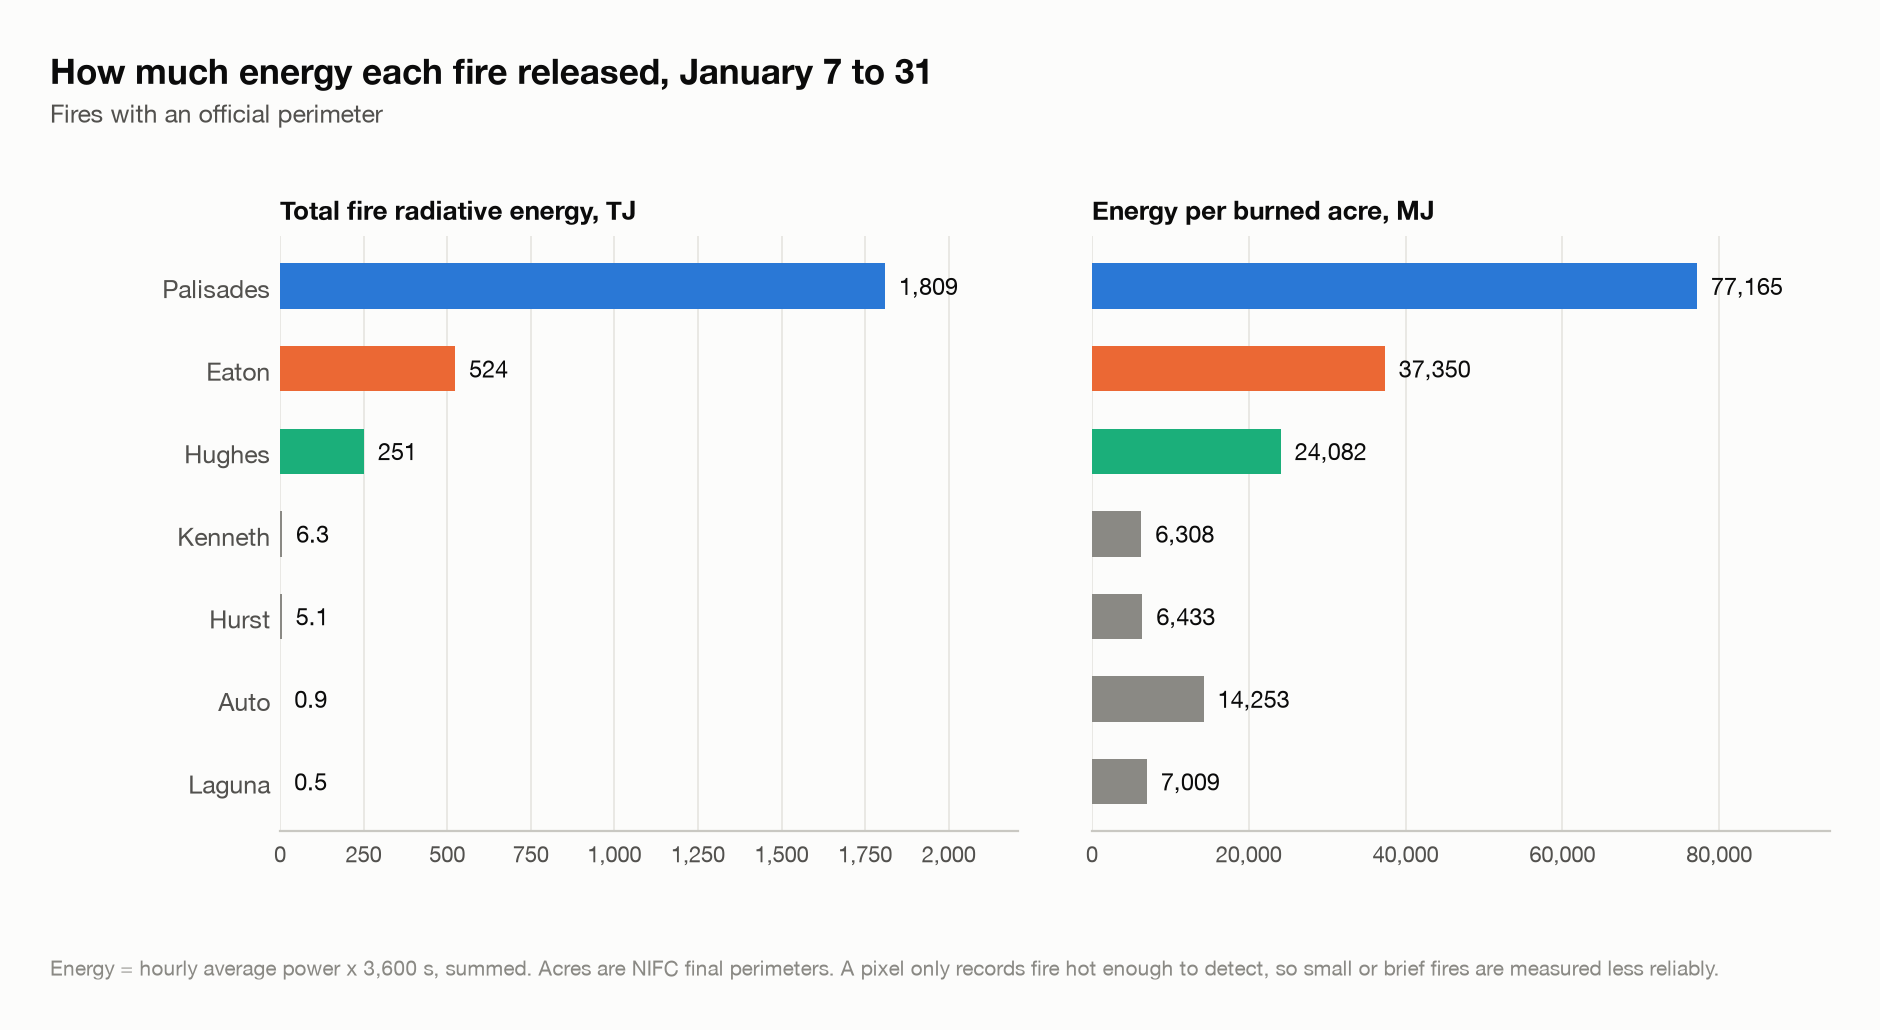 How much energy each fire released, January 7 to 31
Fires with an official perimeter
Total fire radiative energy, TJ
Palisades 1,809
Eaton 524
Hughes 251
Kenneth 6.3
Hurst 5.1
Auto 0.9
Laguna 0.5
0 250 500 750 1,000 1,250 1,500 1,750 2,000
Energy per burned acre, MJ
77,165
37,350
24,082
6,308
6,433
14,253
7,009
0 20,000 40,000 60,000 80,000
Energy = hourly average power x 3,600 s, summed. Acres are NIFC final perimeters. A pixel only records fire hot enough to detect, so small or brief fires are measured less reliably.